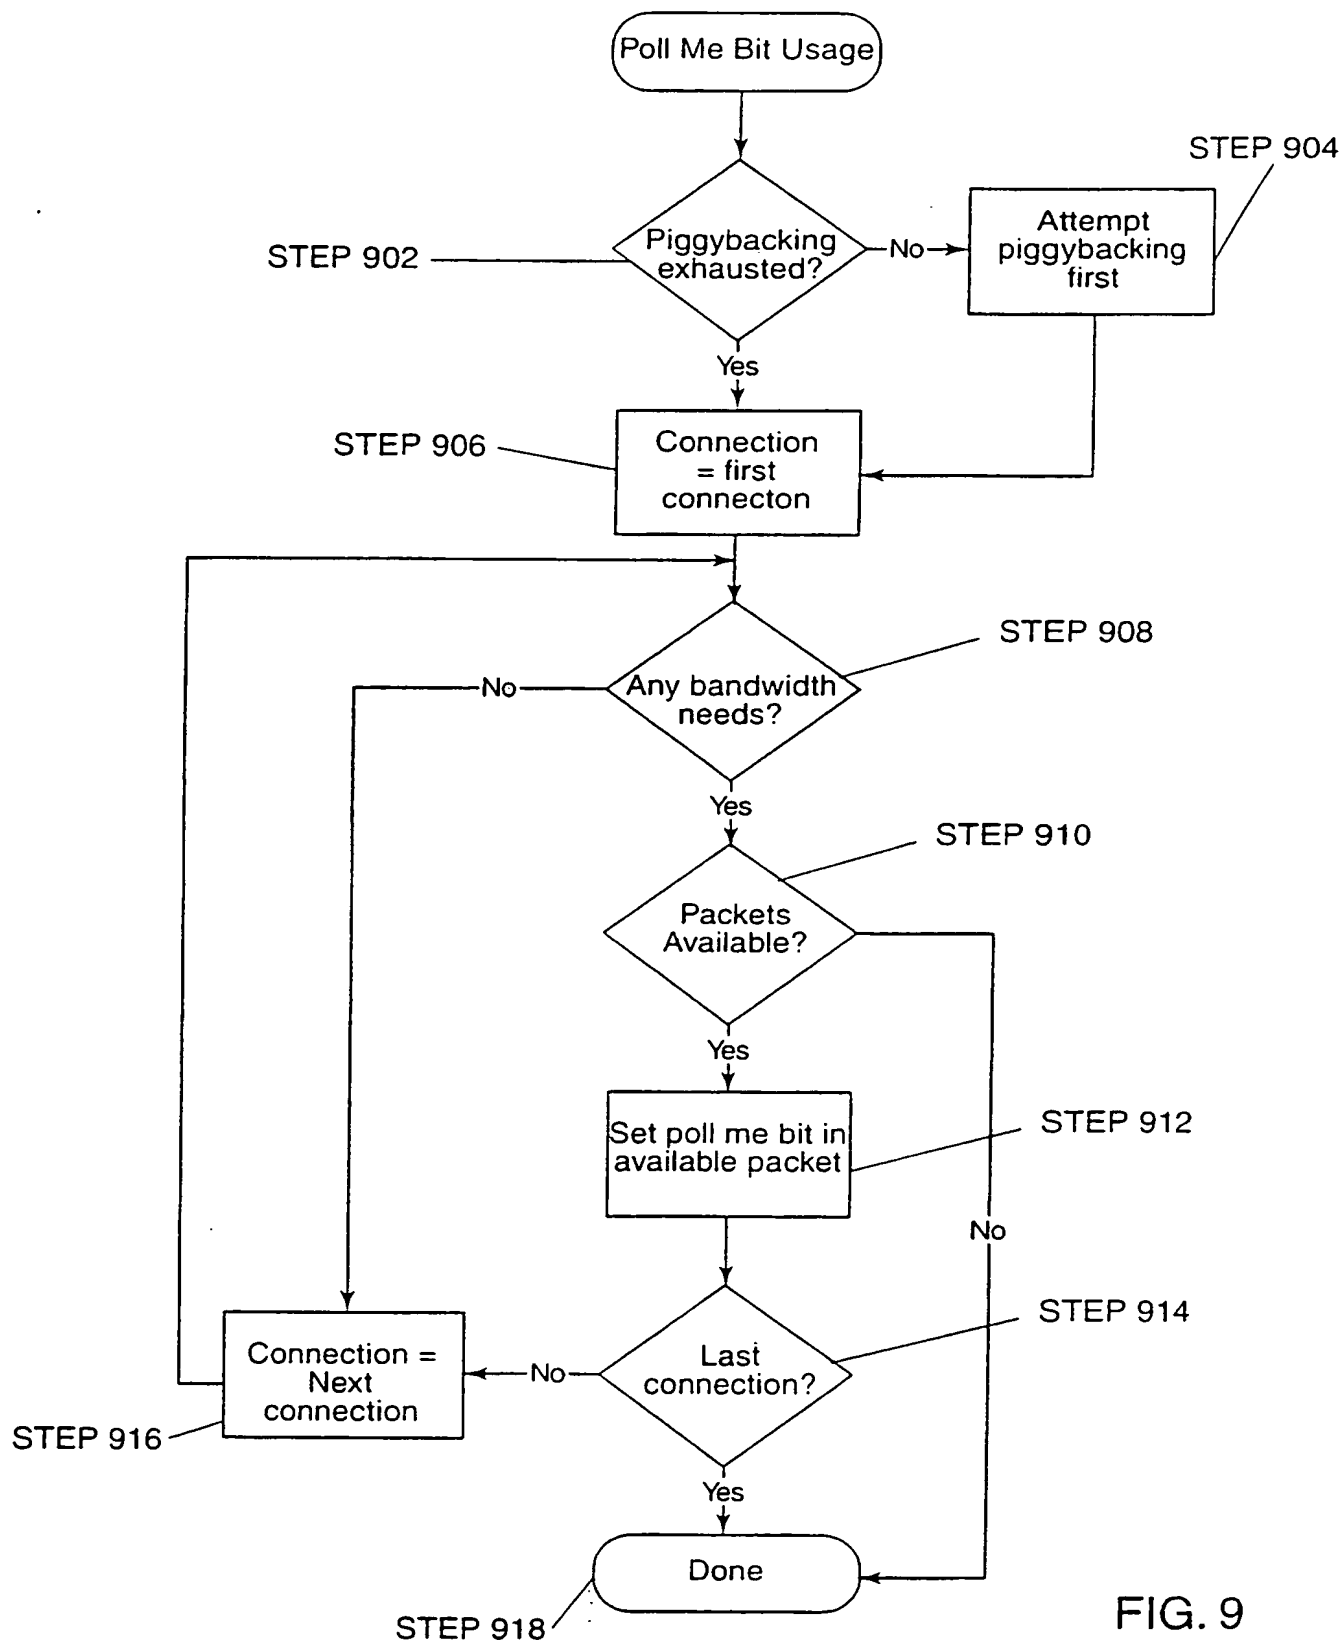 Poll Me Bit Usage
STEP 904
Attempt
piggybacking
first
Piggybacking
exhausted?
No
STEP 902
Yes
STEP 906
Connection
= first
connecton
STEP 908
No
Any bandwidth
needs?
Yes
STEP 910
Packets
Available?
Yes
STEP 912
Set poll me bit in
available packet
No
STEP 914
Connection =
Next
connection
No
Last
connection?
STEP 916
Yes
Done
STEP 918
FIG. 9